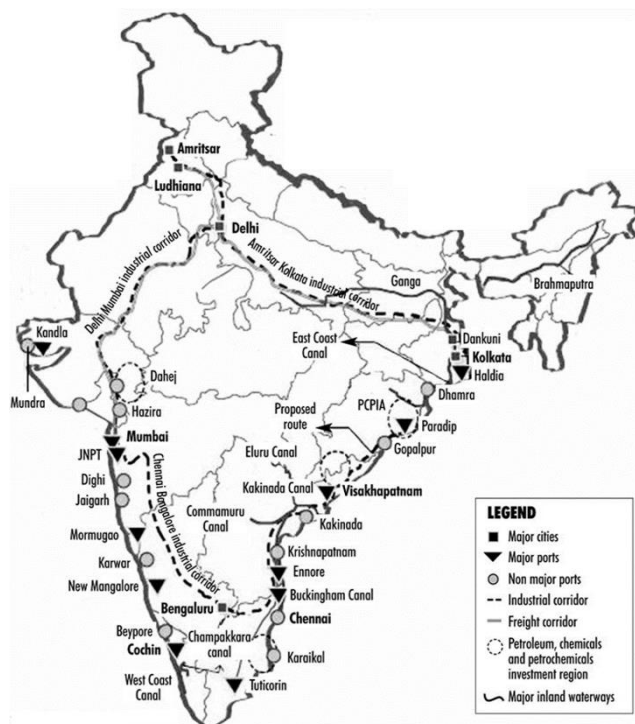 Amritsar
Ludhiana
Delhi
Delhi Mumbai industrial corridor
Amritsar Kolkata industrial corridor
Ganga
Brahmaputra
Kandla
Mundra
Dahej
Hazira
East Coast
Canal
Dankuni
Kolkata
Haldia
Dhamra
PCPIA
Paradip
Proposed
route
Gopalpur
Mumbai
JNPT
Dighi
Jaigarh
Chennai Bangalore industrial corridor
Eluru Canal
Kakinada Canal
Visakhapatnam
Commamuru
Canal
Kakinada
Mormugao
Karwar
New Mangalore
Krishnapatnam
Ennore
Buckingham Canal
Bengaluru
Chennai
Beypore
Champakkara
canal
Cochin
Karaikal
West Coast
Canal
Tuticorin
LEGEND
Major cities
Major ports
Non major ports
Industrial corridor
Freight corridor
Petroleum, chemicals
and petrochemicals
investment region
Major inland waterways